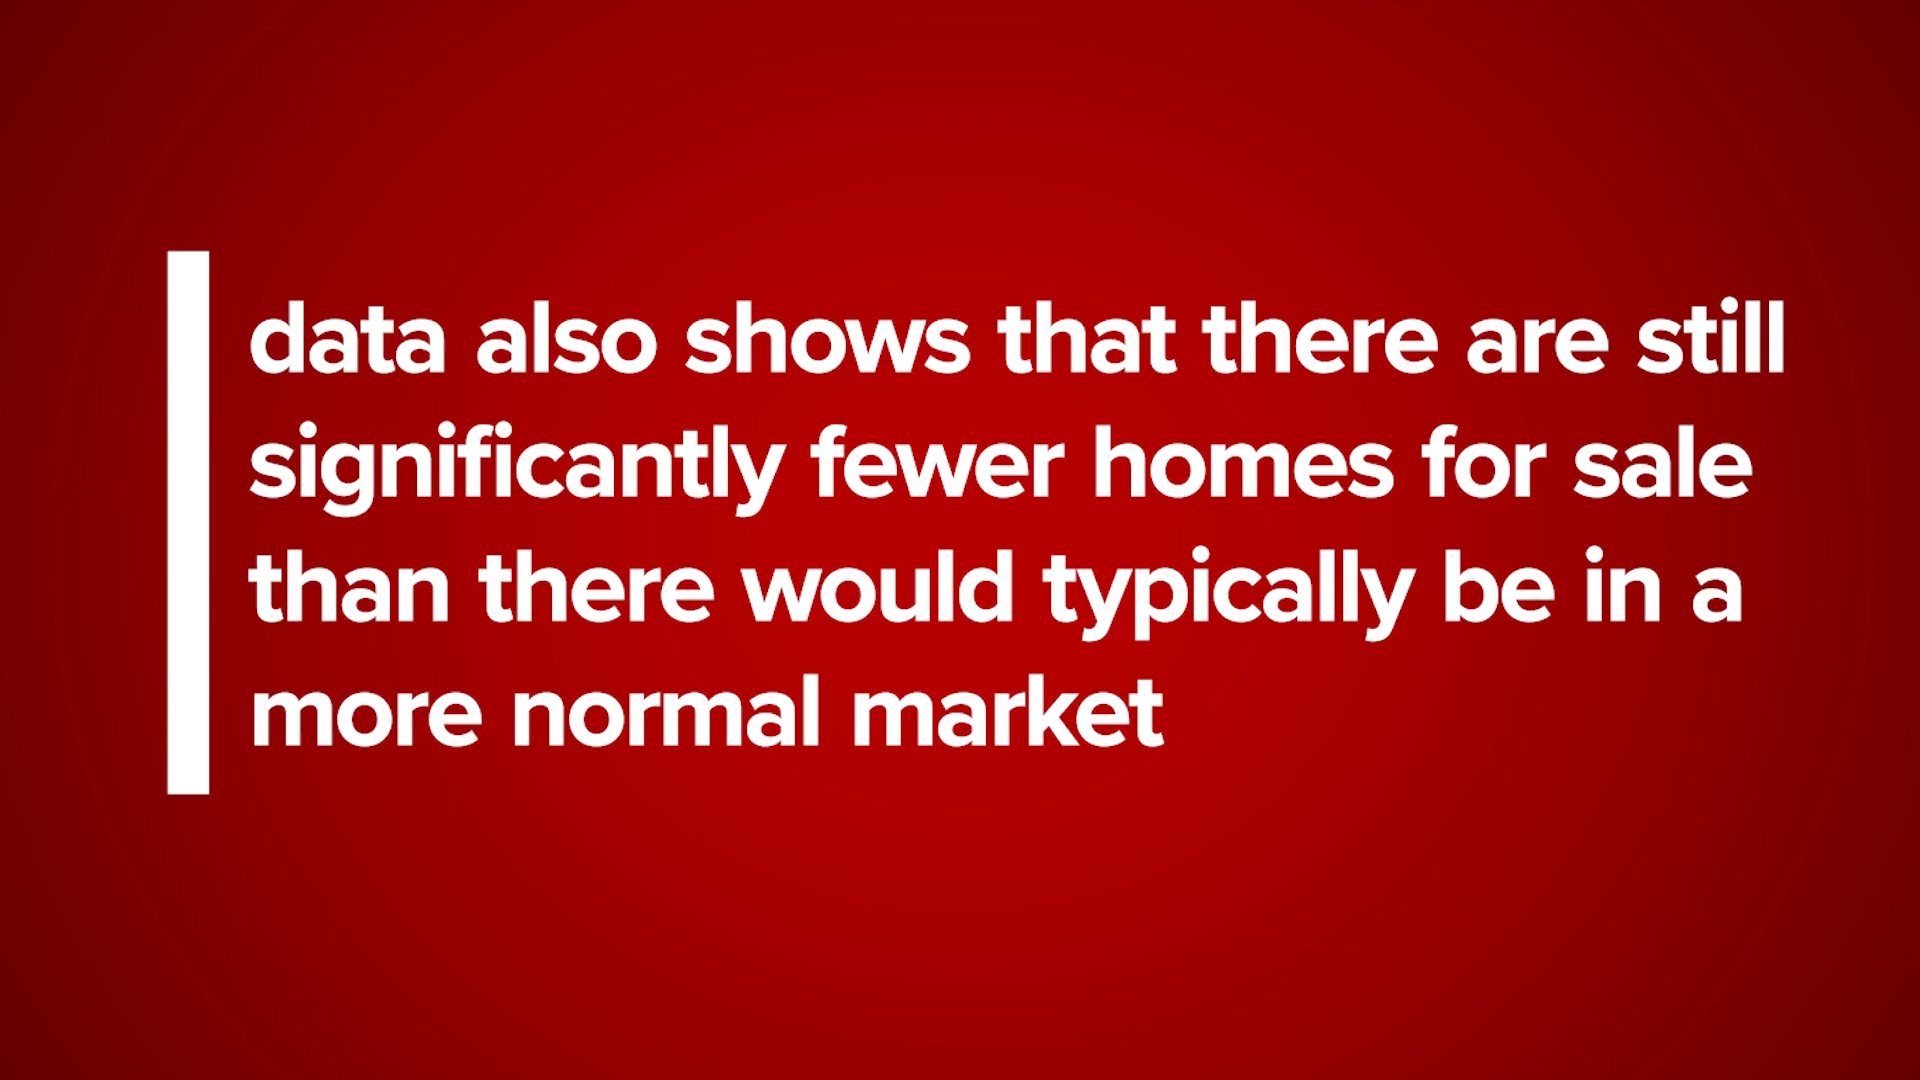 data also shows that there are still
significantly fewer homes for sale
than there would typically be in a
more normal market